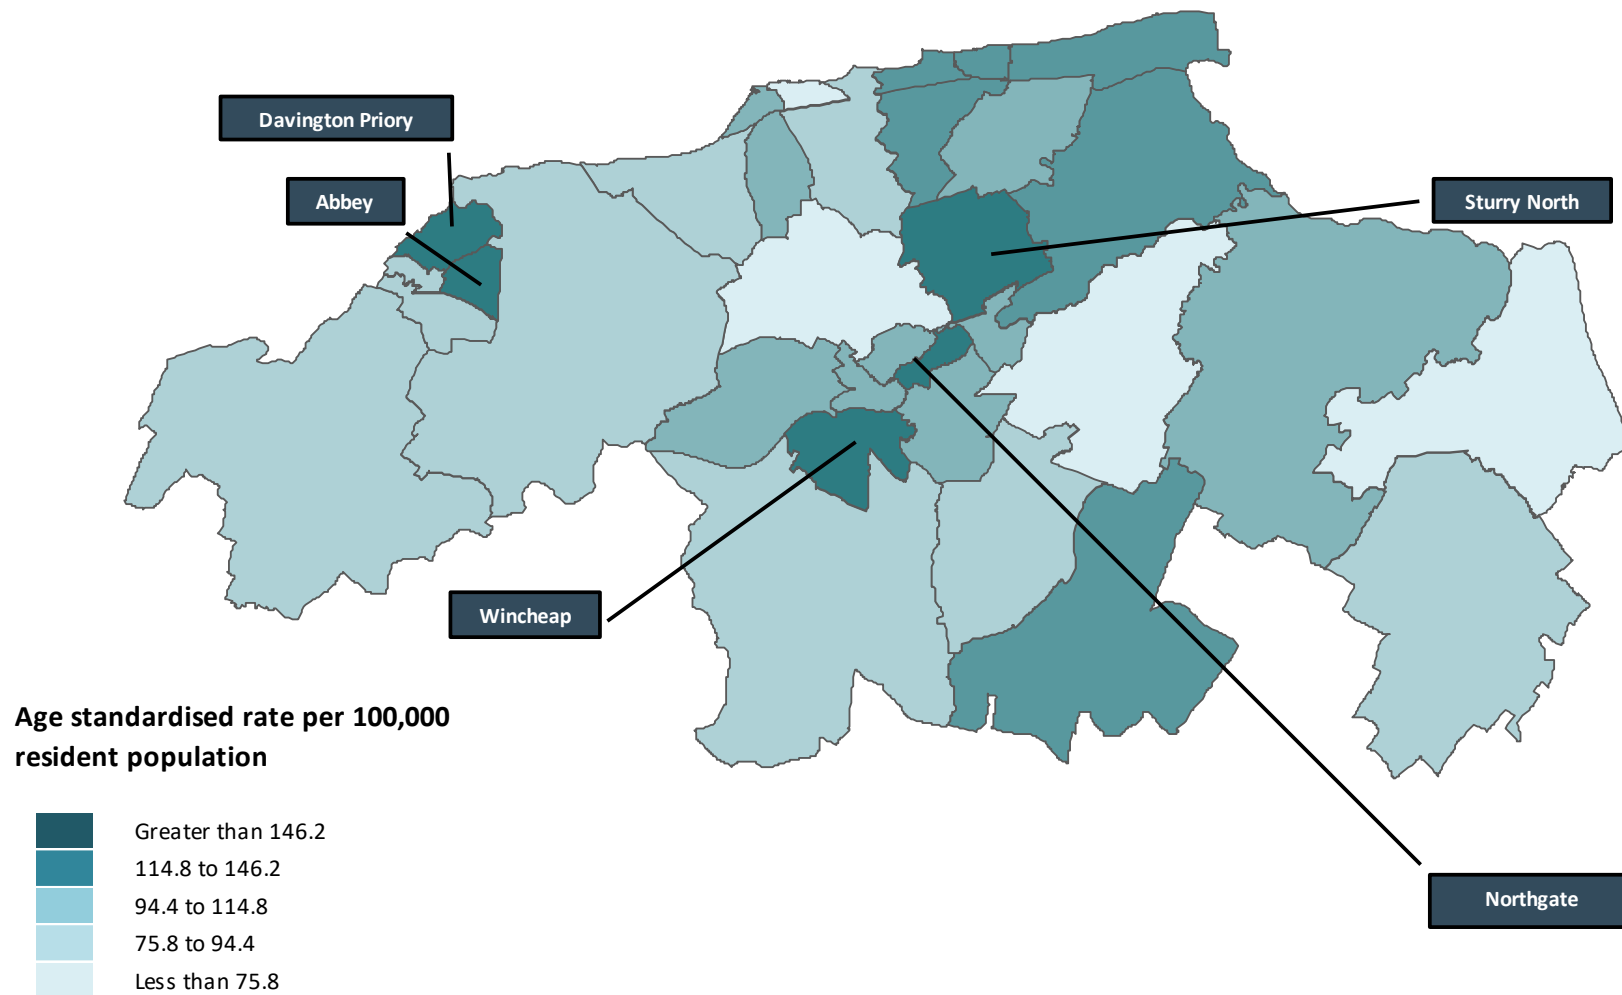 Davington Priory
Abbey
Sturry North
Wincheap
Northgate
Age standardised rate per 100,000
resident population
Greater than 146.2
114.8 to 146.2
94.4 to 114.8
75.8 to 94.4
Less than 75.8